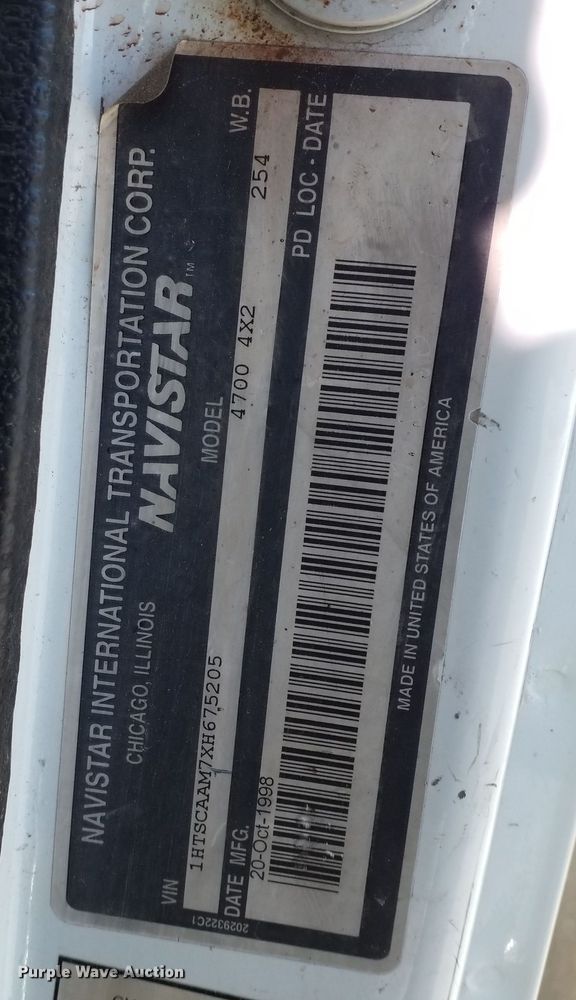 NAVISTAR INTERNATIONAL TRANSPORTATION CORP.
CHICAGO, ILLINOIS
NAVISTAR™
VIN
MODEL
W.B.
1HTSCAAM7XH675205
4700 4X2
254
DATE MFG.
PD LOC - DATE
20-Oct-1998
MADE IN UNITED STATES OF AMERICA
2029322C1
Purple Wave Auction